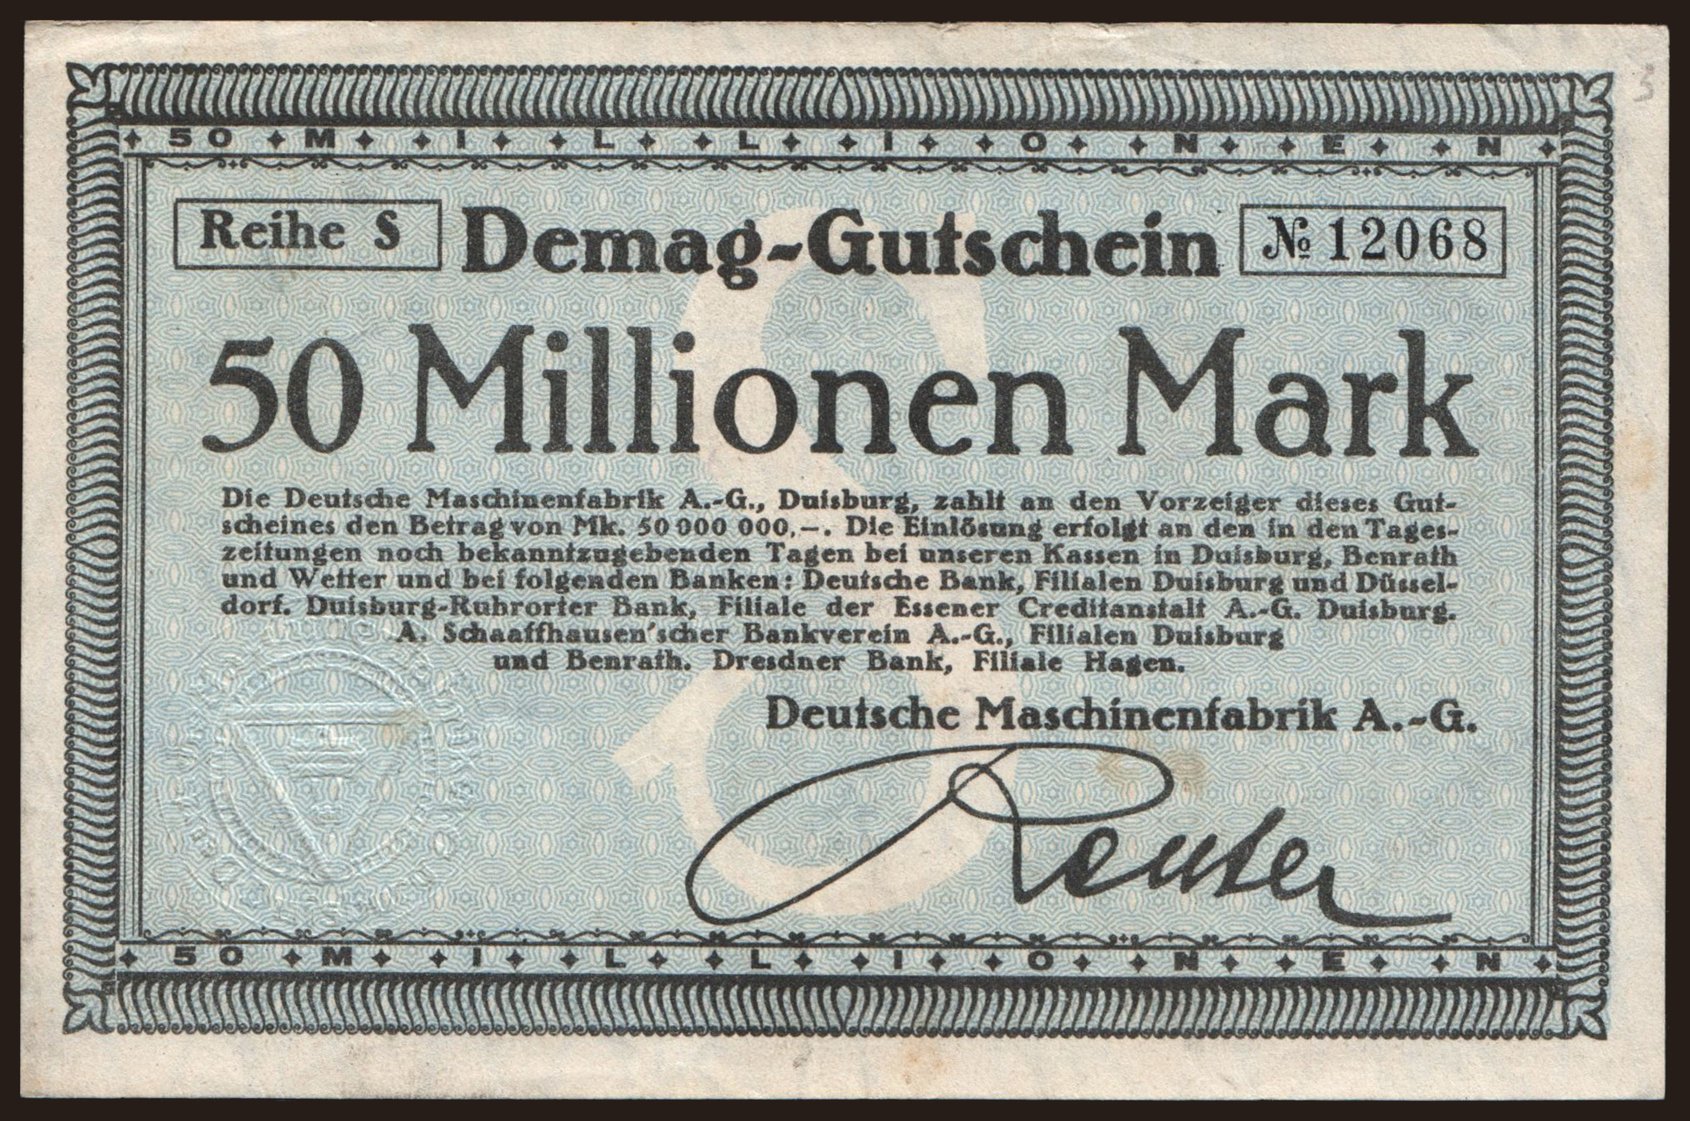 50 MILLIONEN
Reihe S Demag-Gutschein № 12068
50 Millionen Mark
Die Deutsche Maschinenfabrik A.-G., Duisburg, zahlt an den Vorzeiger dieses Gut-
scheines den Betrag von Mk. 50 000 000,–. Die Einlösung erfolgt an den in den Tages-
zeitungen noch bekanntzugebenden Tagen bei unseren Kassen in Duisburg, Benrath
und Wetter und bei folgenden Banken: Deutsche Bank, Filialen Duisburg und Düssel-
dorf. Duisburg-Ruhrorter Bank, Filiale der Essener Creditanstalt A.-G. Duisburg.
A. Schaaffhausen'scher Bankverein A.-G., Filialen Duisburg
und Benrath. Dresdner Bank, Filiale Hagen.
Deutsche Maschinenfabrik A.-G.
Reuter
50 MILLIONEN
S